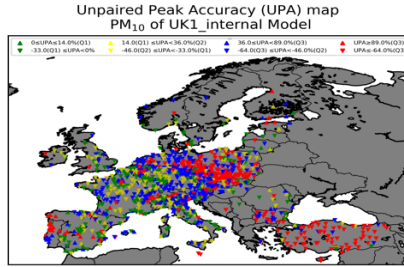 Unpaired Peak Accuracy (UPA) map
PM₁₀ of UK1_internal Model
0≤UPA≤14.0%(Q1) 14.0(Q1) ≤UPA<36.0%(Q2) 36.0≤UPA<89.0%(Q3) UPA≥89.0%(Q3)
-33.0(Q1) ≤UPA<0% -46.0(Q2) ≤UPA<-33.0%(Q1) -64.0(Q3) ≤UPA<-46.0%(Q2) UPA≤-64.0%(Q3)